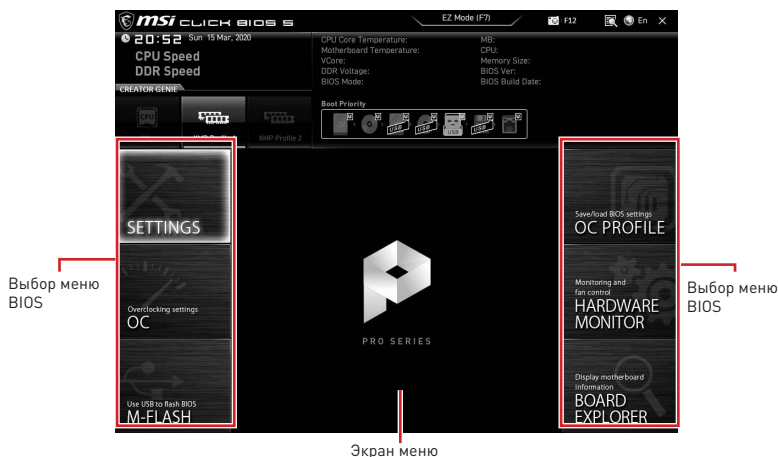 msi CLICK BIOS 5
EZ Mode (F7)
: F12
En
X
20:52 Sun 15 Mar, 2020
CPU Speed
DDR Speed
CREATOR GENIE
CPU
XMP Profile 1
XMP Profile 2
CPU Core Temperature:
Motherboard Temperature:
VCore:
DDR Voltage:
BIOS Mode:
MB:
CPU:
Memory Size:
BIOS Ver:
BIOS Build Date:
Boot Priority
U
U USB
U USB
U USB
U USB
U
SETTINGS
Overclocking settings
OC
Use USB to flash BIOS
M-FLASH
PRO SERIES
Save/load BIOS settings
OC PROFILE
Monitoring and
fan control
HARDWARE
MONITOR
Display motherboard
information
BOARD
EXPLORER
Выбор меню
BIOS
Выбор меню
BIOS
Экран меню